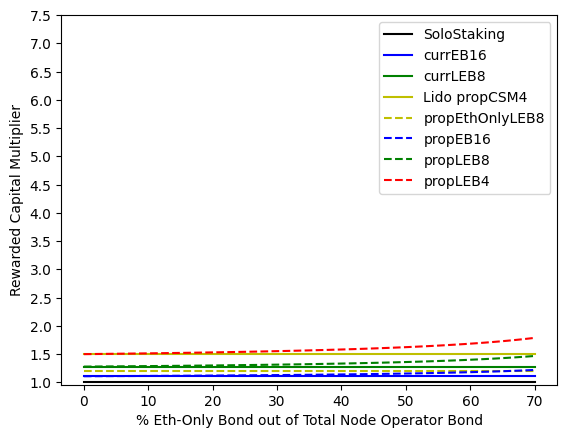 7.5
7.0
6.5
6.0
5.5
5.0
4.5
4.0
3.5
3.0
2.5
2.0
1.5
1.0
Rewarded Capital Multiplier
SoloStaking
currEB16
currLEB8
Lido propCSM4
propEthOnlyLEB8
propEB16
propLEB8
propLEB4
0 10 20 30 40 50 60 70
% Eth-Only Bond out of Total Node Operator Bond